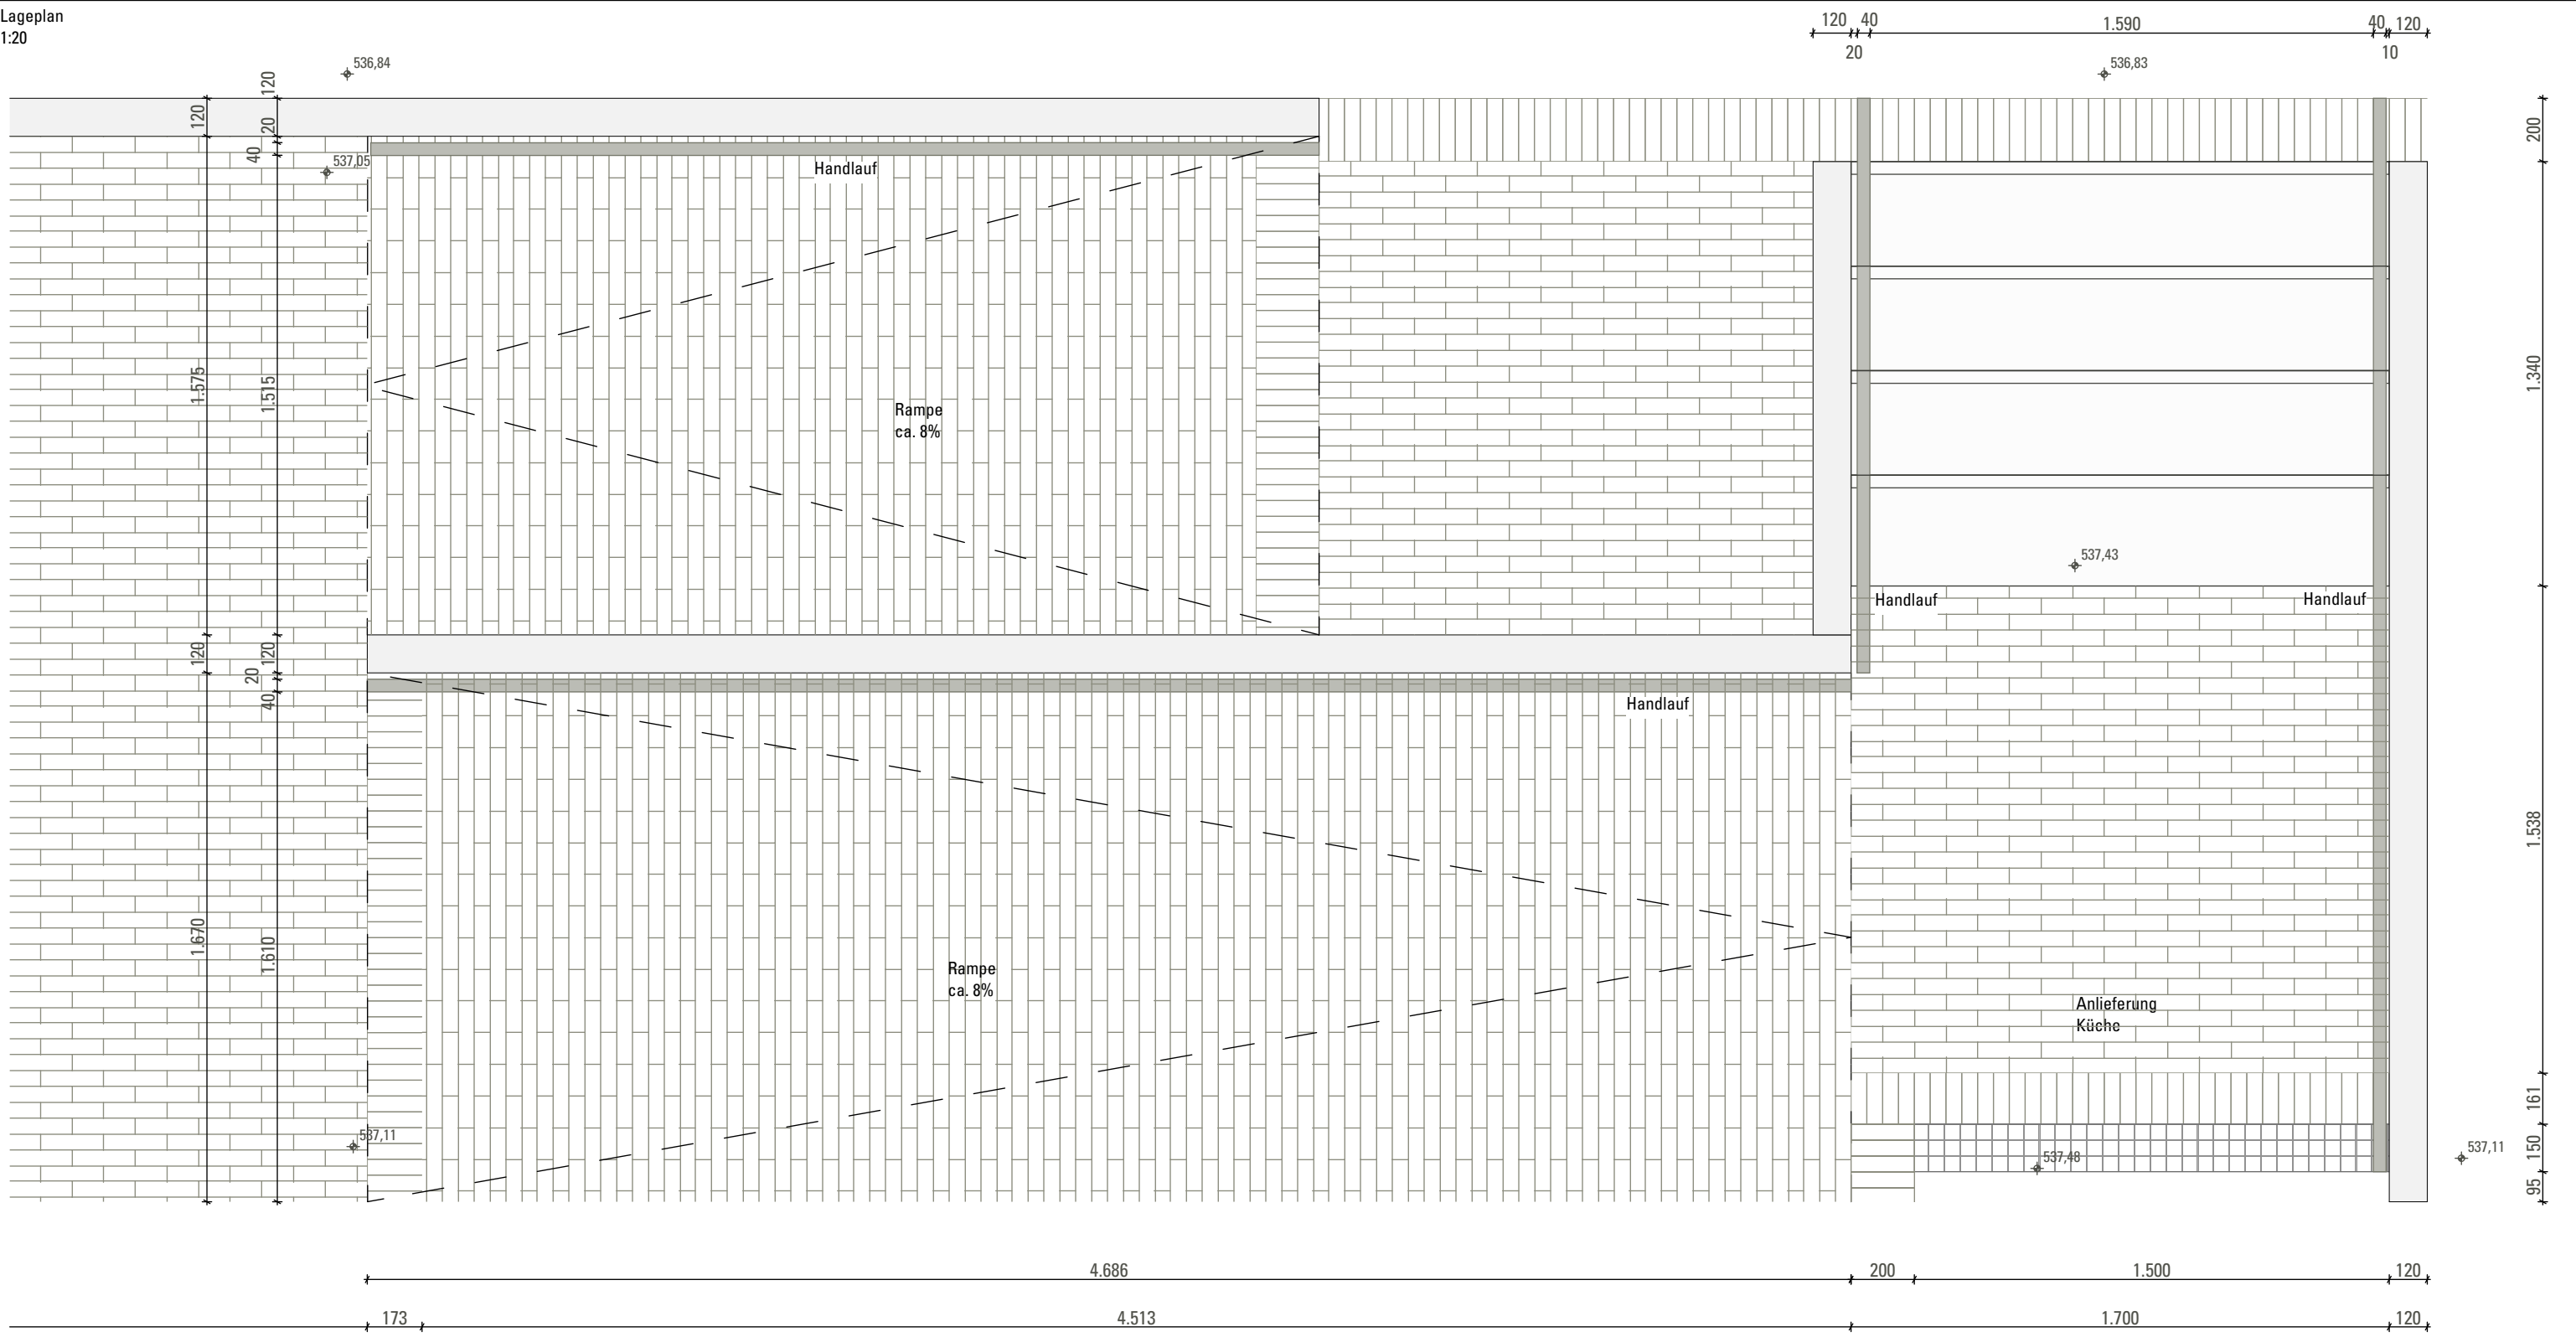 Lageplan
1:20
120 40 1.590 40 120
20 10
536,84
536,83
120
120
20
40
537,05
Handlauf
200
1.575
1.515
1.340
Rampe
ca. 8%
537,43
Handlauf
Handlauf
120
120
20
40
Handlauf
1.538
1.670
1.610
Rampe
ca. 8%
Anlieferung
Küche
161
537,11
150
537,48
537,11
95
4.686 200 1.500 120
173 4.513 1.700 120